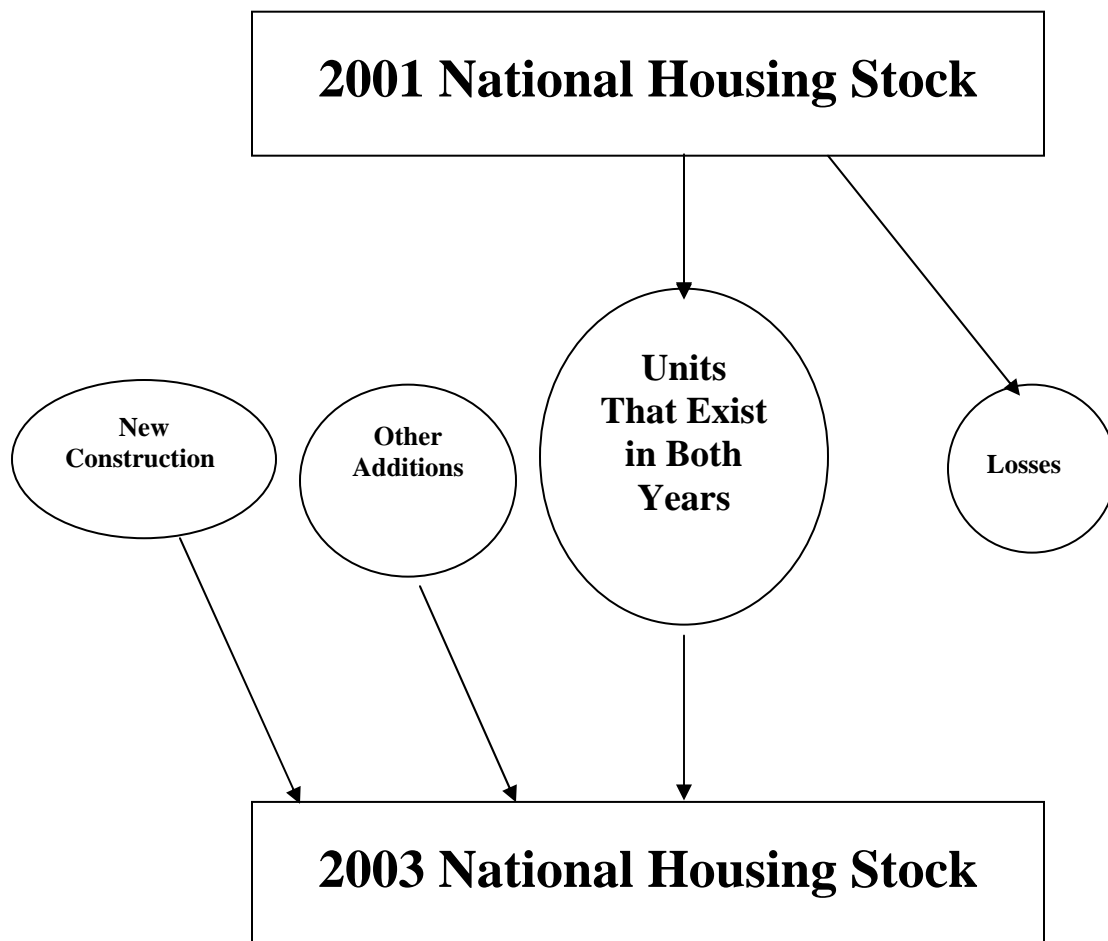 2001 National Housing Stock
Units
That Exist
in Both
Years
New
Construction
Other
Additions
Losses
2003 National Housing Stock